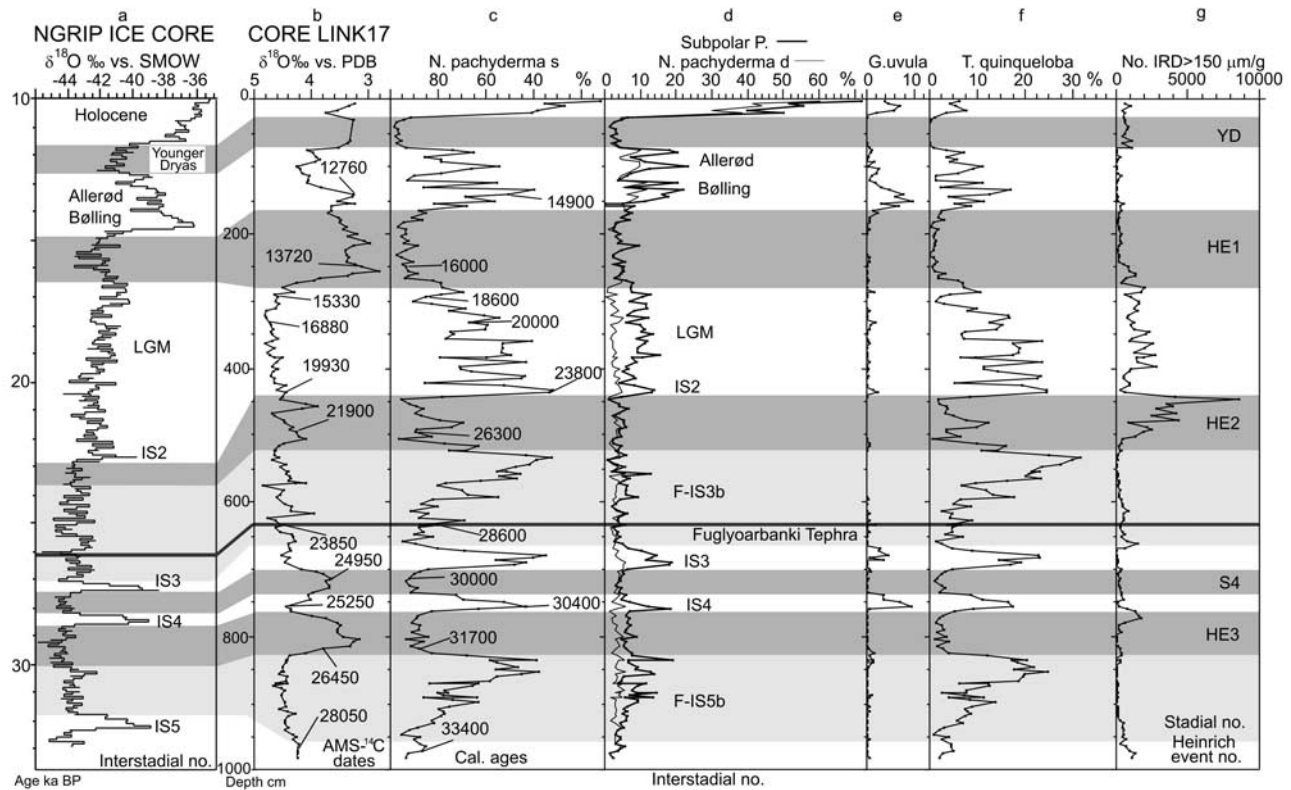 a b c d e f g
NGRIP ICE CORE CORE LINK17
Subpolar P.
δ¹⁸O ‰ vs. SMOW δ¹⁸O‰ vs. PDB N. pachyderma s N. pachyderma d G.uvula T. quinqueloba No. IRD>150 µm/g
-44 -42 -40 -38 -36 5 4 3 80 60 40 20 % 0 10 20 30 40 50 60 % 0 10 0 10 20 30 % 0 5000 10000
10 0
Holocene
YD
Younger
Dryas
Allerød
12760
Allerød Bølling
Bølling 14900
200
HE1
13720 16000
15330 18600
16880 20000
LGM LGM
19930 23800
400
20 IS2
21900 HE2
26300
IS2
F-IS3b
600
28600 Fuglyoarbanki Tephra
23850
24950 IS3
IS3 30000 S4
25250 30400 IS4
IS4
800 31700 HE3
30
26450 F-IS5b
28050 33400 Stadial no.
IS5
AMS-¹⁴C Heinrich
Interstadial no. dates Cal. ages event no.
1000
Age ka BP Depth cm Interstadial no.